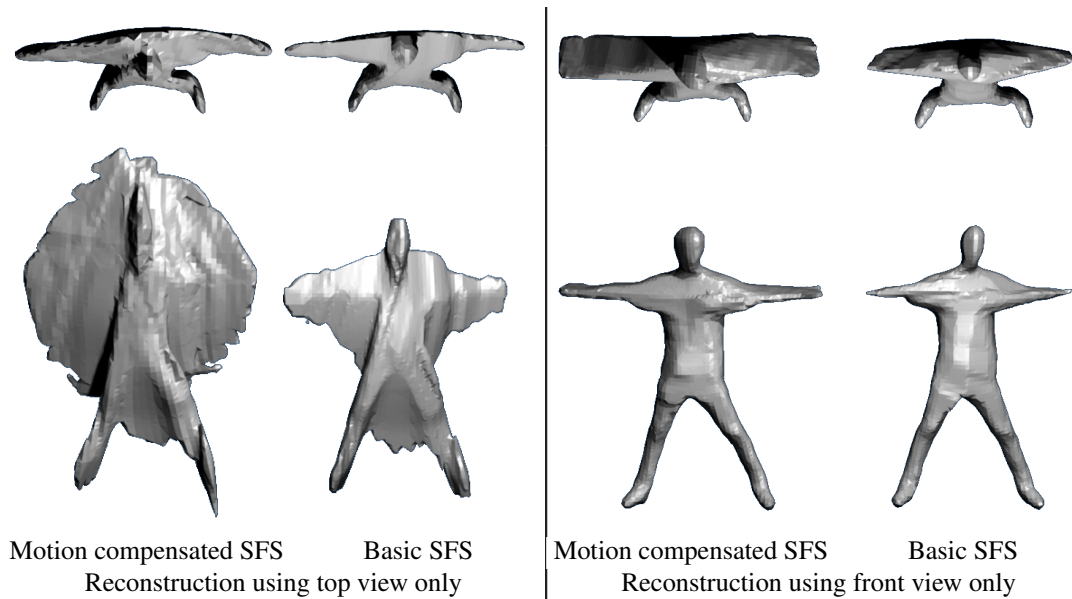 Motion compensated SFS Basic SFS
Reconstruction using top view only
Motion compensated SFS Basic SFS
Reconstruction using front view only